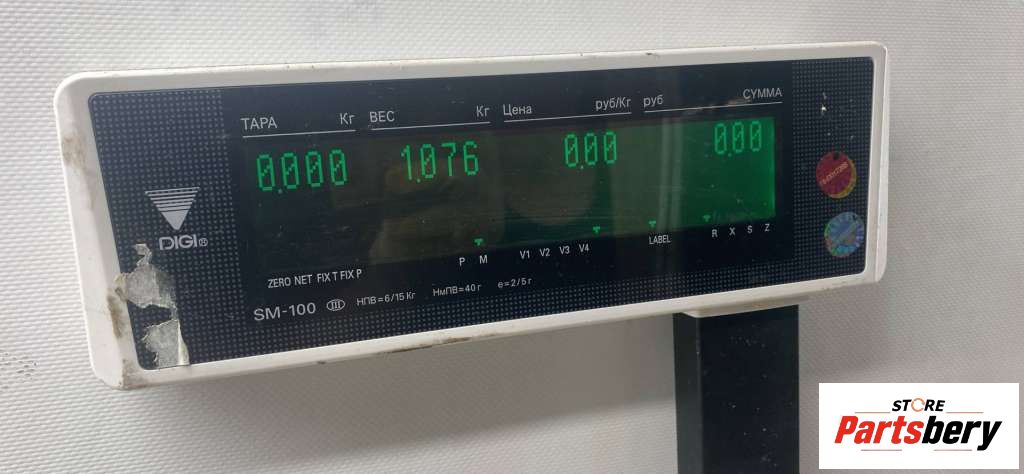 ТАРА Кг ВЕС Кг Цена руб/Кг руб СУММА
0.000 1.076 0.00 0.00
DIGI®
P M V1 V2 V3 V4 LABEL R X S Z
ZERO NET FIX T FIX P
SM-100 III НПВ=6/15 Кг НмПВ=40 г e=2/5 г
STORE
Partsbery